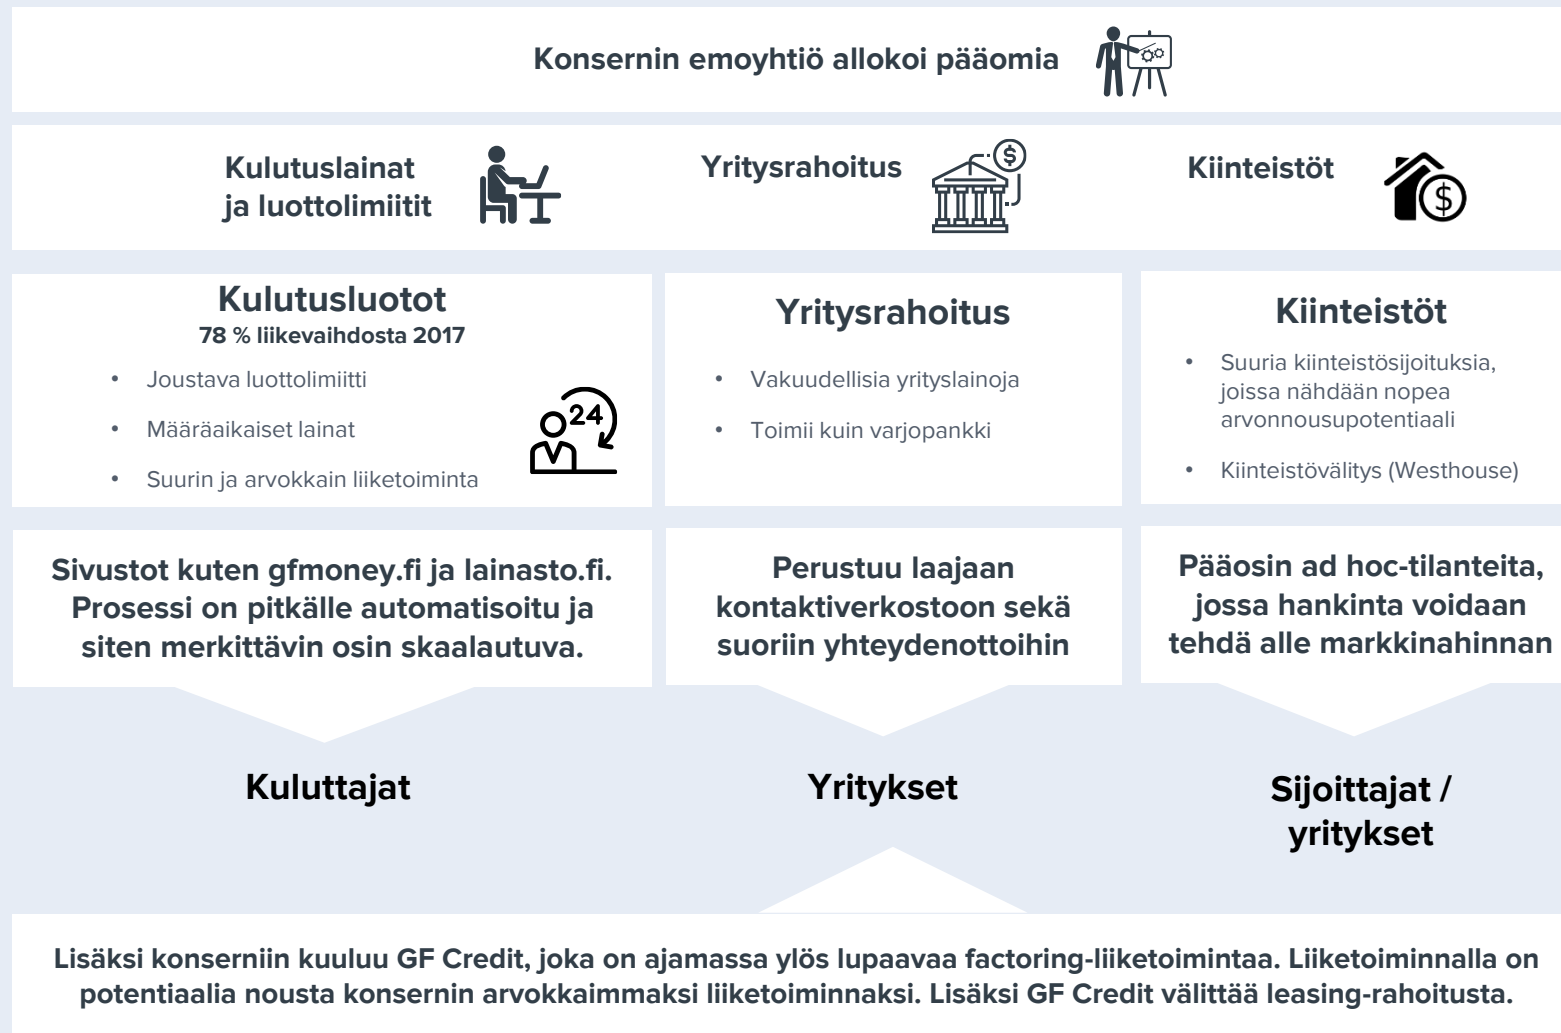 Konsernin emoyhtiö allokoi pääomia
Kulutuslainat
ja luottolimiitit
Yritysrahoitus
$
Kiinteistöt
$
Kulutusluotot
78 % liikevaihdosta 2017
• Joustava luottolimiitti
• Määräaikaiset lainat
• Suurin ja arvokkain liiketoiminta
24
Yritysrahoitus
• Vakuudellisia yrityslainoja
• Toimii kuin varjopankki
Kiinteistöt
• Suuria kiinteistösijoituksia,
joissa nähdään nopea
arvonnousupotentiaali
• Kiinteistövälitys (Westhouse)
Sivustot kuten gfmoney.fi ja lainasto.fi.
Prosessi on pitkälle automatisoitu ja
siten merkittävin osin skaalautuva.
Perustuu laajaan
kontaktiverkostoon sekä
suoriin yhteydenottoihin
Pääosin ad hoc-tilanteita,
jossa hankinta voidaan
tehdä alle markkinahinnan
Kuluttajat
Yritykset
Sijoittajat /
yritykset
Lisäksi konserniin kuuluu GF Credit, joka on ajamassa ylös lupaavaa factoring-liiketoimintaa. Liiketoiminnalla on
potentiaalia nousta konsernin arvokkaimmaksi liiketoiminnaksi. Lisäksi GF Credit välittää leasing-rahoitusta.